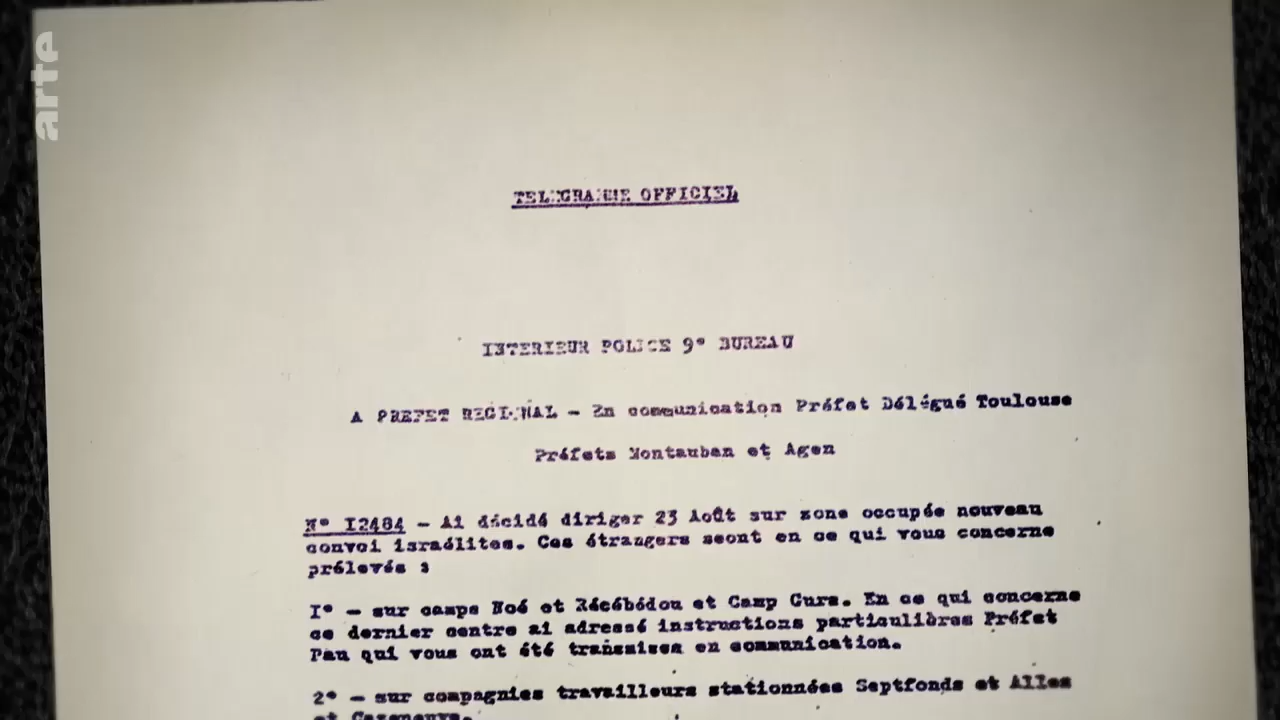 arte
TELEGRAMME OFFICIEL
INTERIEUR POLICE 9° BUREAU
A PREFET REGIONAL - En communication Préfet Délégué Toulouse
Préfets Montauban et Agen
N° I2484 - Ai décidé diriger 23 Août sur zone occupée nouveau
convoi israélites. Ces étrangers seont en ce qui vous concerne
prélevés :
I° - sur camps Noé et Récébédou et Camp Gurs. En ce qui concerne
ce dernier centre ai adressé instructions particulières Préfet
Pau qui vous ont été transmises en communication.
2° - sur compagnies travailleurs stationnées Septfonds et Alles
et Cazeneuve.